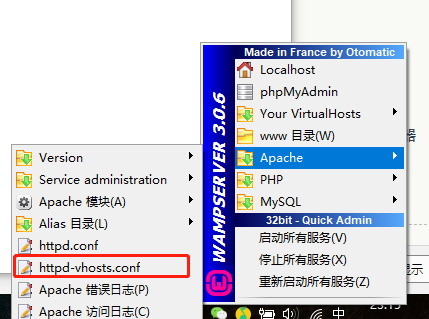 Made in France by Otomatic
Localhost
phpMyAdmin
Your VirtualHosts
www 目录(W)
器
Apache
PHP
MySQL
32bit - Quick Admin
启动所有服务(V)
停止所有服务(X)
重新启动所有服务(Z)
WAMPSERVER 3.0.6
Version
Service administration
Apache 模块(A)
Alias 目录(L)
httpd.conf
httpd-vhosts.conf
Apache 错误日志(P)
Apache 访问日志(C)
显示
中